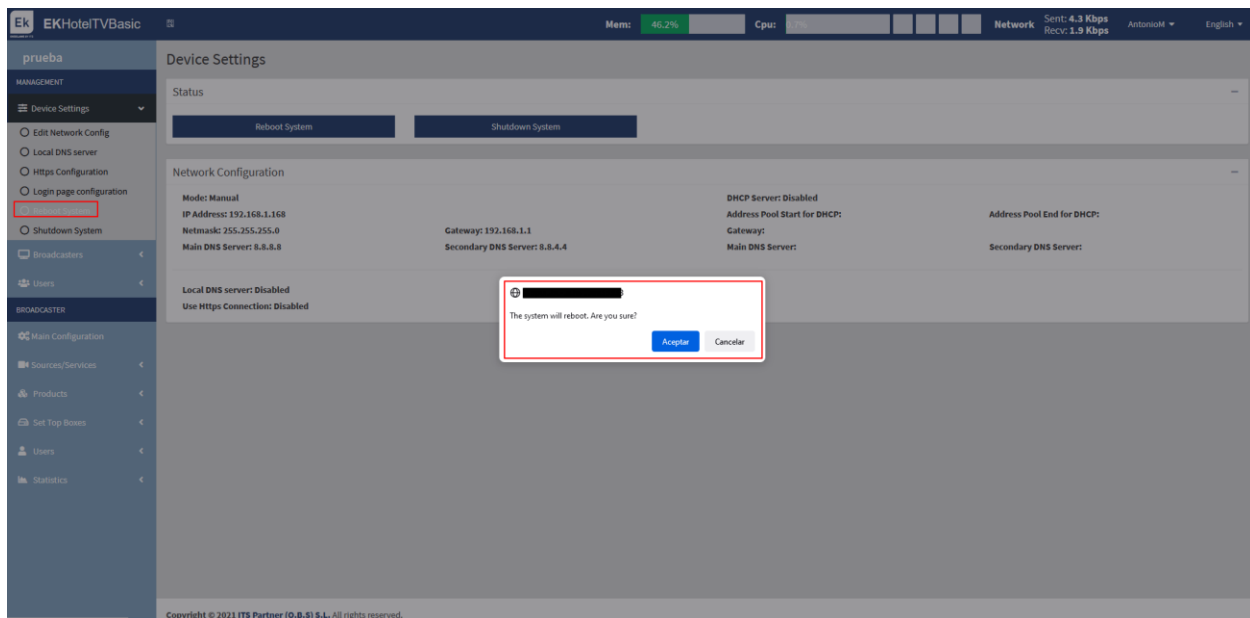 Ek EKHotelTVBasic
Mem: 46.2% Cpu: Network Sent: 4.3 Kbps
Recv: 1.9 Kbps
AntonioM English
prueba
MANAGEMENT
Device Settings
Edit Network Config
Local DNS server
Https Configuration
Login page configuration
Reboot System
Shutdown System
Broadcasters
Users
BROADCASTER
Main Configuration
Sources/Services
Products
Set Top Boxes
Users
Statistics
Device Settings
Status
Reboot System Shutdown System
Network Configuration
Mode: Manual DHCP Server: Disabled
IP Address: 192.168.1.168 Address Pool Start for DHCP: Address Pool End for DHCP:
Netmask: 255.255.255.0 Gateway: 192.168.1.1 Gateway:
Main DNS Server: 8.8.8.8 Secondary DNS Server: 8.8.4.4 Main DNS Server: Secondary DNS Server:
Local DNS server: Disabled
Use Https Connection: Disabled
The system will reboot. Are you sure?
Aceptar Cancelar
Copyright © 2021 ITS Partner (O.B.S) S.L. All rights reserved.